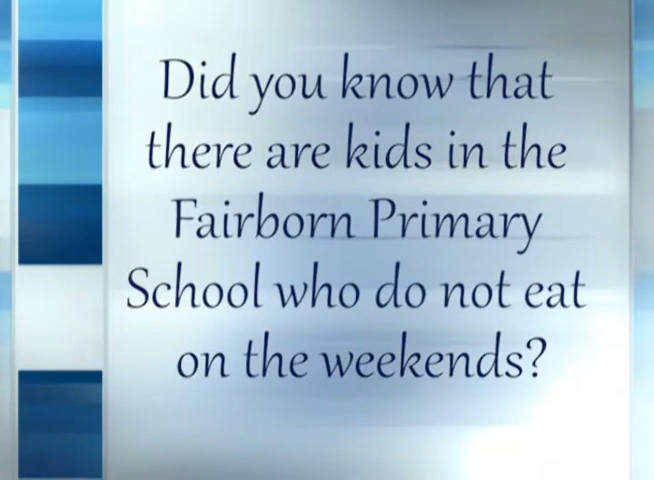 Did you know that
there are kids in the
Fairborn Primary
School who do not eat
on the weekends?